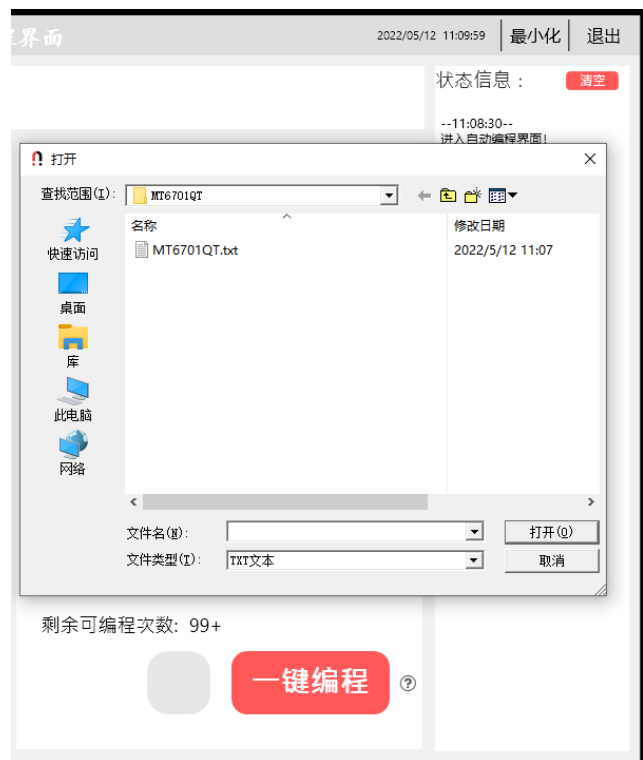 界面
2022/05/12 11:09:59
最小化
退出
状态信息：
清空
--11:08:30--
进入自动编程界面!
打开
查找范围(I):
MT6701QT
名称
修改日期
MT6701QT.txt
2022/5/12 11:07
快速访问
桌面
库
此电脑
网络
文件名(N):
打开(O)
文件类型(T):
TXT文本
取消
剩余可编程次数: 99+
一键编程
?